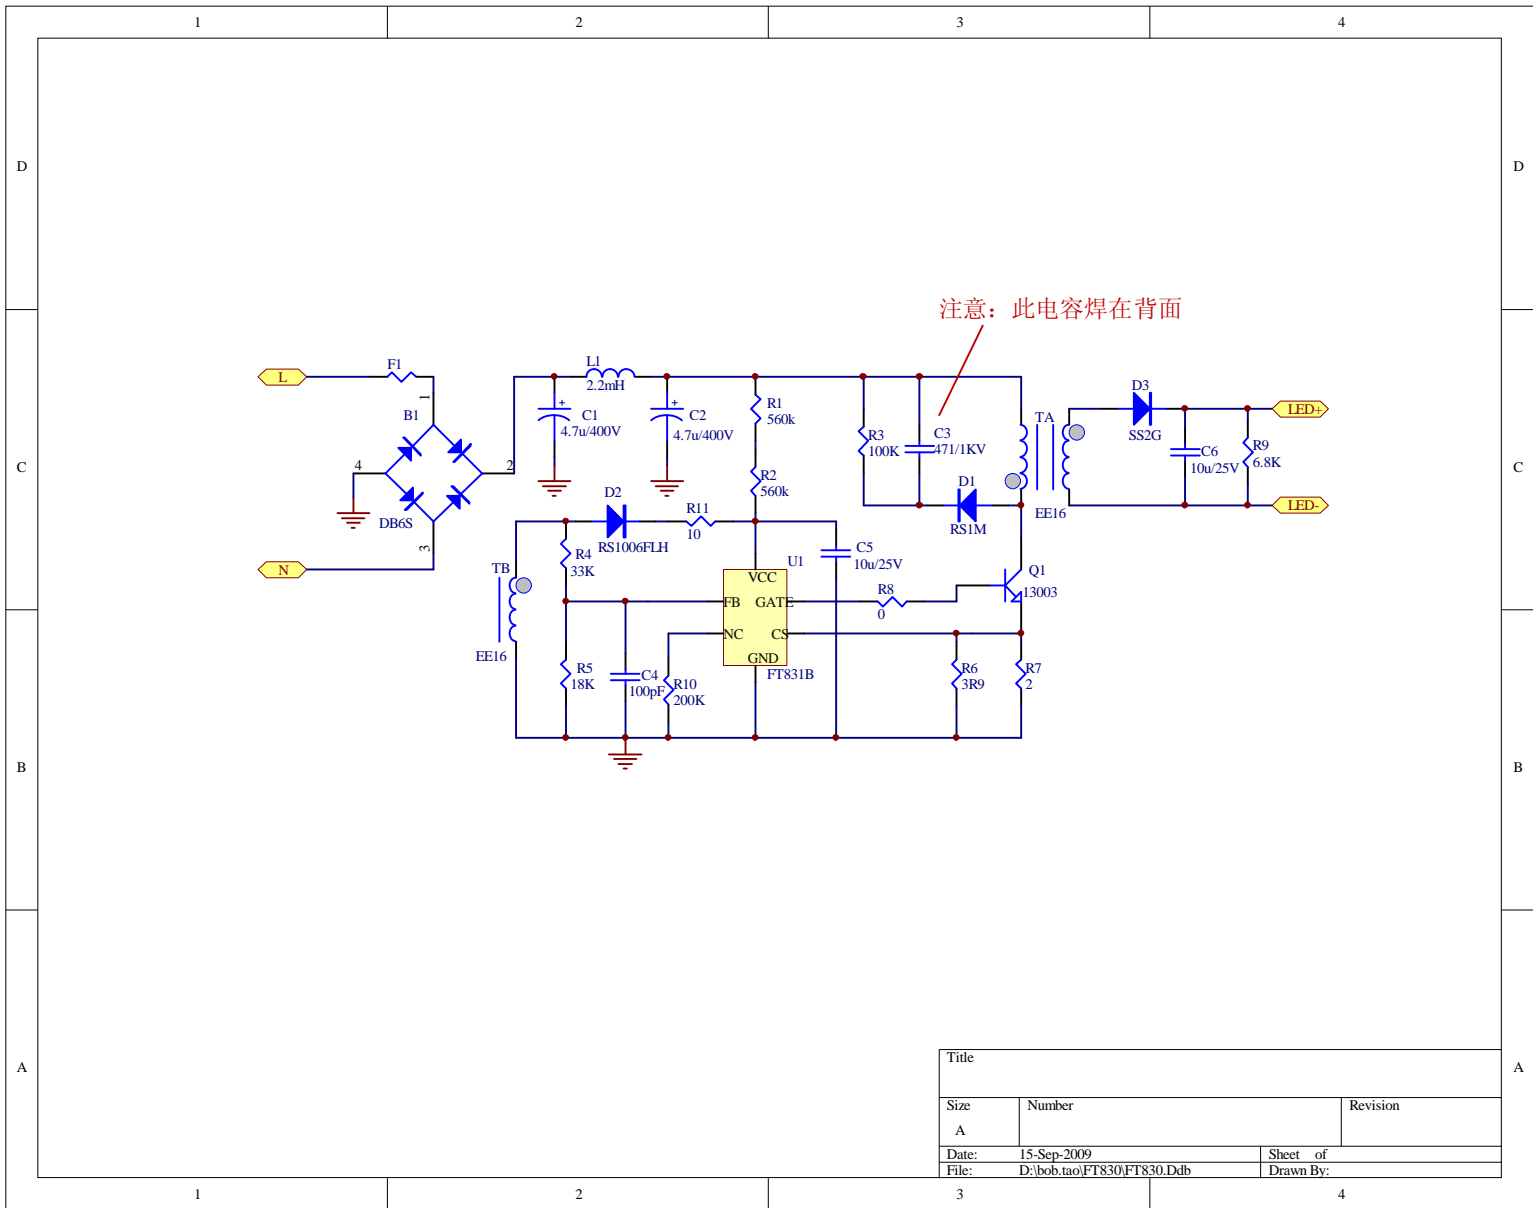 1 2 3 4
D D
注意：此电容焊在背面
L
F1
1
B1
4
2
3
DB6S
N
L1
2.2mH
+
C1
4.7u/400V
+
C2
4.7u/400V
R1
560k
R2
560k
R3
100K
C3
471/1KV
D1
RS1M
TA
EE16
D3
SS2G
C6
10u/25V
R9
6.8K
LED+
LED-
C C
D2
RS1006FLH
R11
10
R4
33K
TB
EE16
R5
18K
C4
100pF
R10
200K
U1
VCC
FB GATE
NC CS
GND
FT831B
C5
10u/25V
R8
0
Q1
13003
R6
3R9
R7
2
B B
A A
Title
Size Number Revision
A
Date: 15-Sep-2009 Sheet of
File: D:\bob.tao\FT830\FT830.Ddb Drawn By:
1 2 3 4